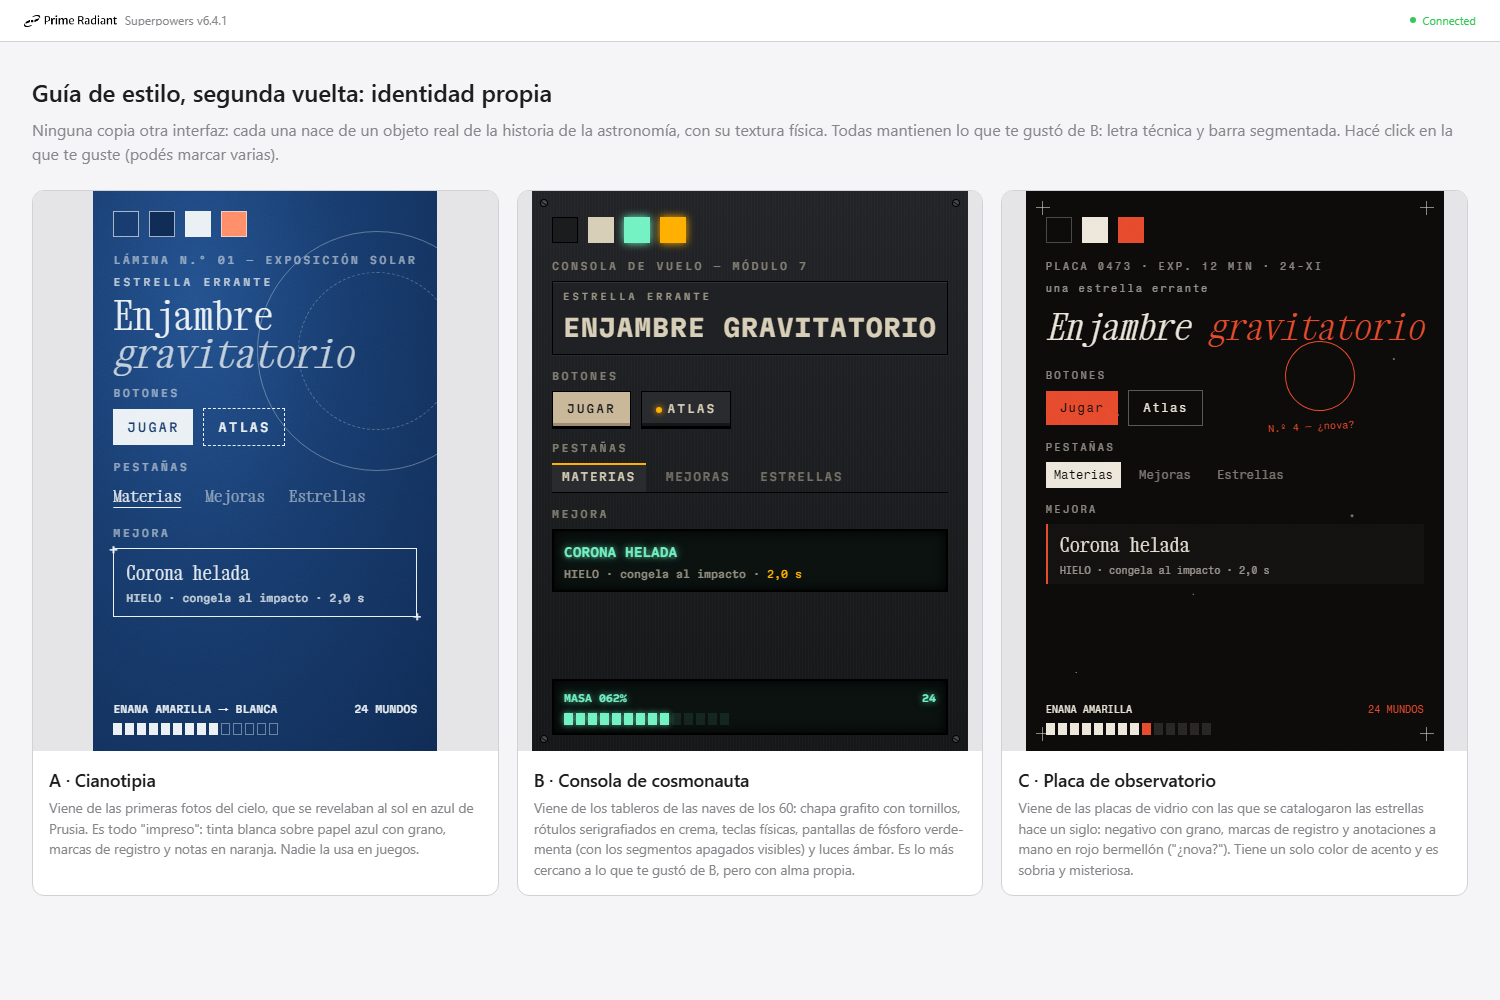 Prime Radiant Superpowers v6.4.1
Connected
Guía de estilo, segunda vuelta: identidad propia
Ninguna copia otra interfaz: cada una nace de un objeto real de la historia de la astronomía, con su textura física. Todas mantienen lo que te gustó de B: letra técnica y barra segmentada. Hacé click en la
que te guste (podés marcar varias).
LÁMINA N.º 01 — EXPOSICIÓN SOLAR
ESTRELLA ERRANTE
Enjambre
gravitatorio
BOTONES
JUGAR ATLAS
PESTAÑAS
Materias Mejoras Estrellas
MEJORA
Corona helada
HIELO · congela al impacto · 2,0 s
ENANA AMARILLA → BLANCA 24 MUNDOS
A · Cianotipia
Viene de las primeras fotos del cielo, que se revelaban al sol en azul de
Prusia. Es todo "impreso": tinta blanca sobre papel azul con grano,
marcas de registro y notas en naranja. Nadie la usa en juegos.
CONSOLA DE VUELO — MÓDULO 7
ESTRELLA ERRANTE
ENJAMBRE GRAVITATORIO
BOTONES
JUGAR ATLAS
PESTAÑAS
MATERIAS MEJORAS ESTRELLAS
MEJORA
CORONA HELADA
HIELO · congela al impacto · 2,0 s
MASA 062% 24
B · Consola de cosmonauta
Viene de los tableros de las naves de los 60: chapa grafito con tornillos,
rótulos serigrafiados en crema, teclas físicas, pantallas de fósforo verde-
menta (con los segmentos apagados visibles) y luces ámbar. Es lo más
cercano a lo que te gustó de B, pero con alma propia.
PLACA 0473 · EXP. 12 MIN · 24-XI
una estrella errante
Enjambre gravitatorio
BOTONES
Jugar Atlas
N.º 4 — ¿nova?
PESTAÑAS
Materias Mejoras Estrellas
MEJORA
Corona helada
HIELO · congela al impacto · 2,0 s
ENANA AMARILLA 24 MUNDOS
C · Placa de observatorio
Viene de las placas de vidrio con las que se catalogaron las estrellas
hace un siglo: negativo con grano, marcas de registro y anotaciones a
mano en rojo bermellón ("¿nova?"). Tiene un solo color de acento y es
sobria y misteriosa.